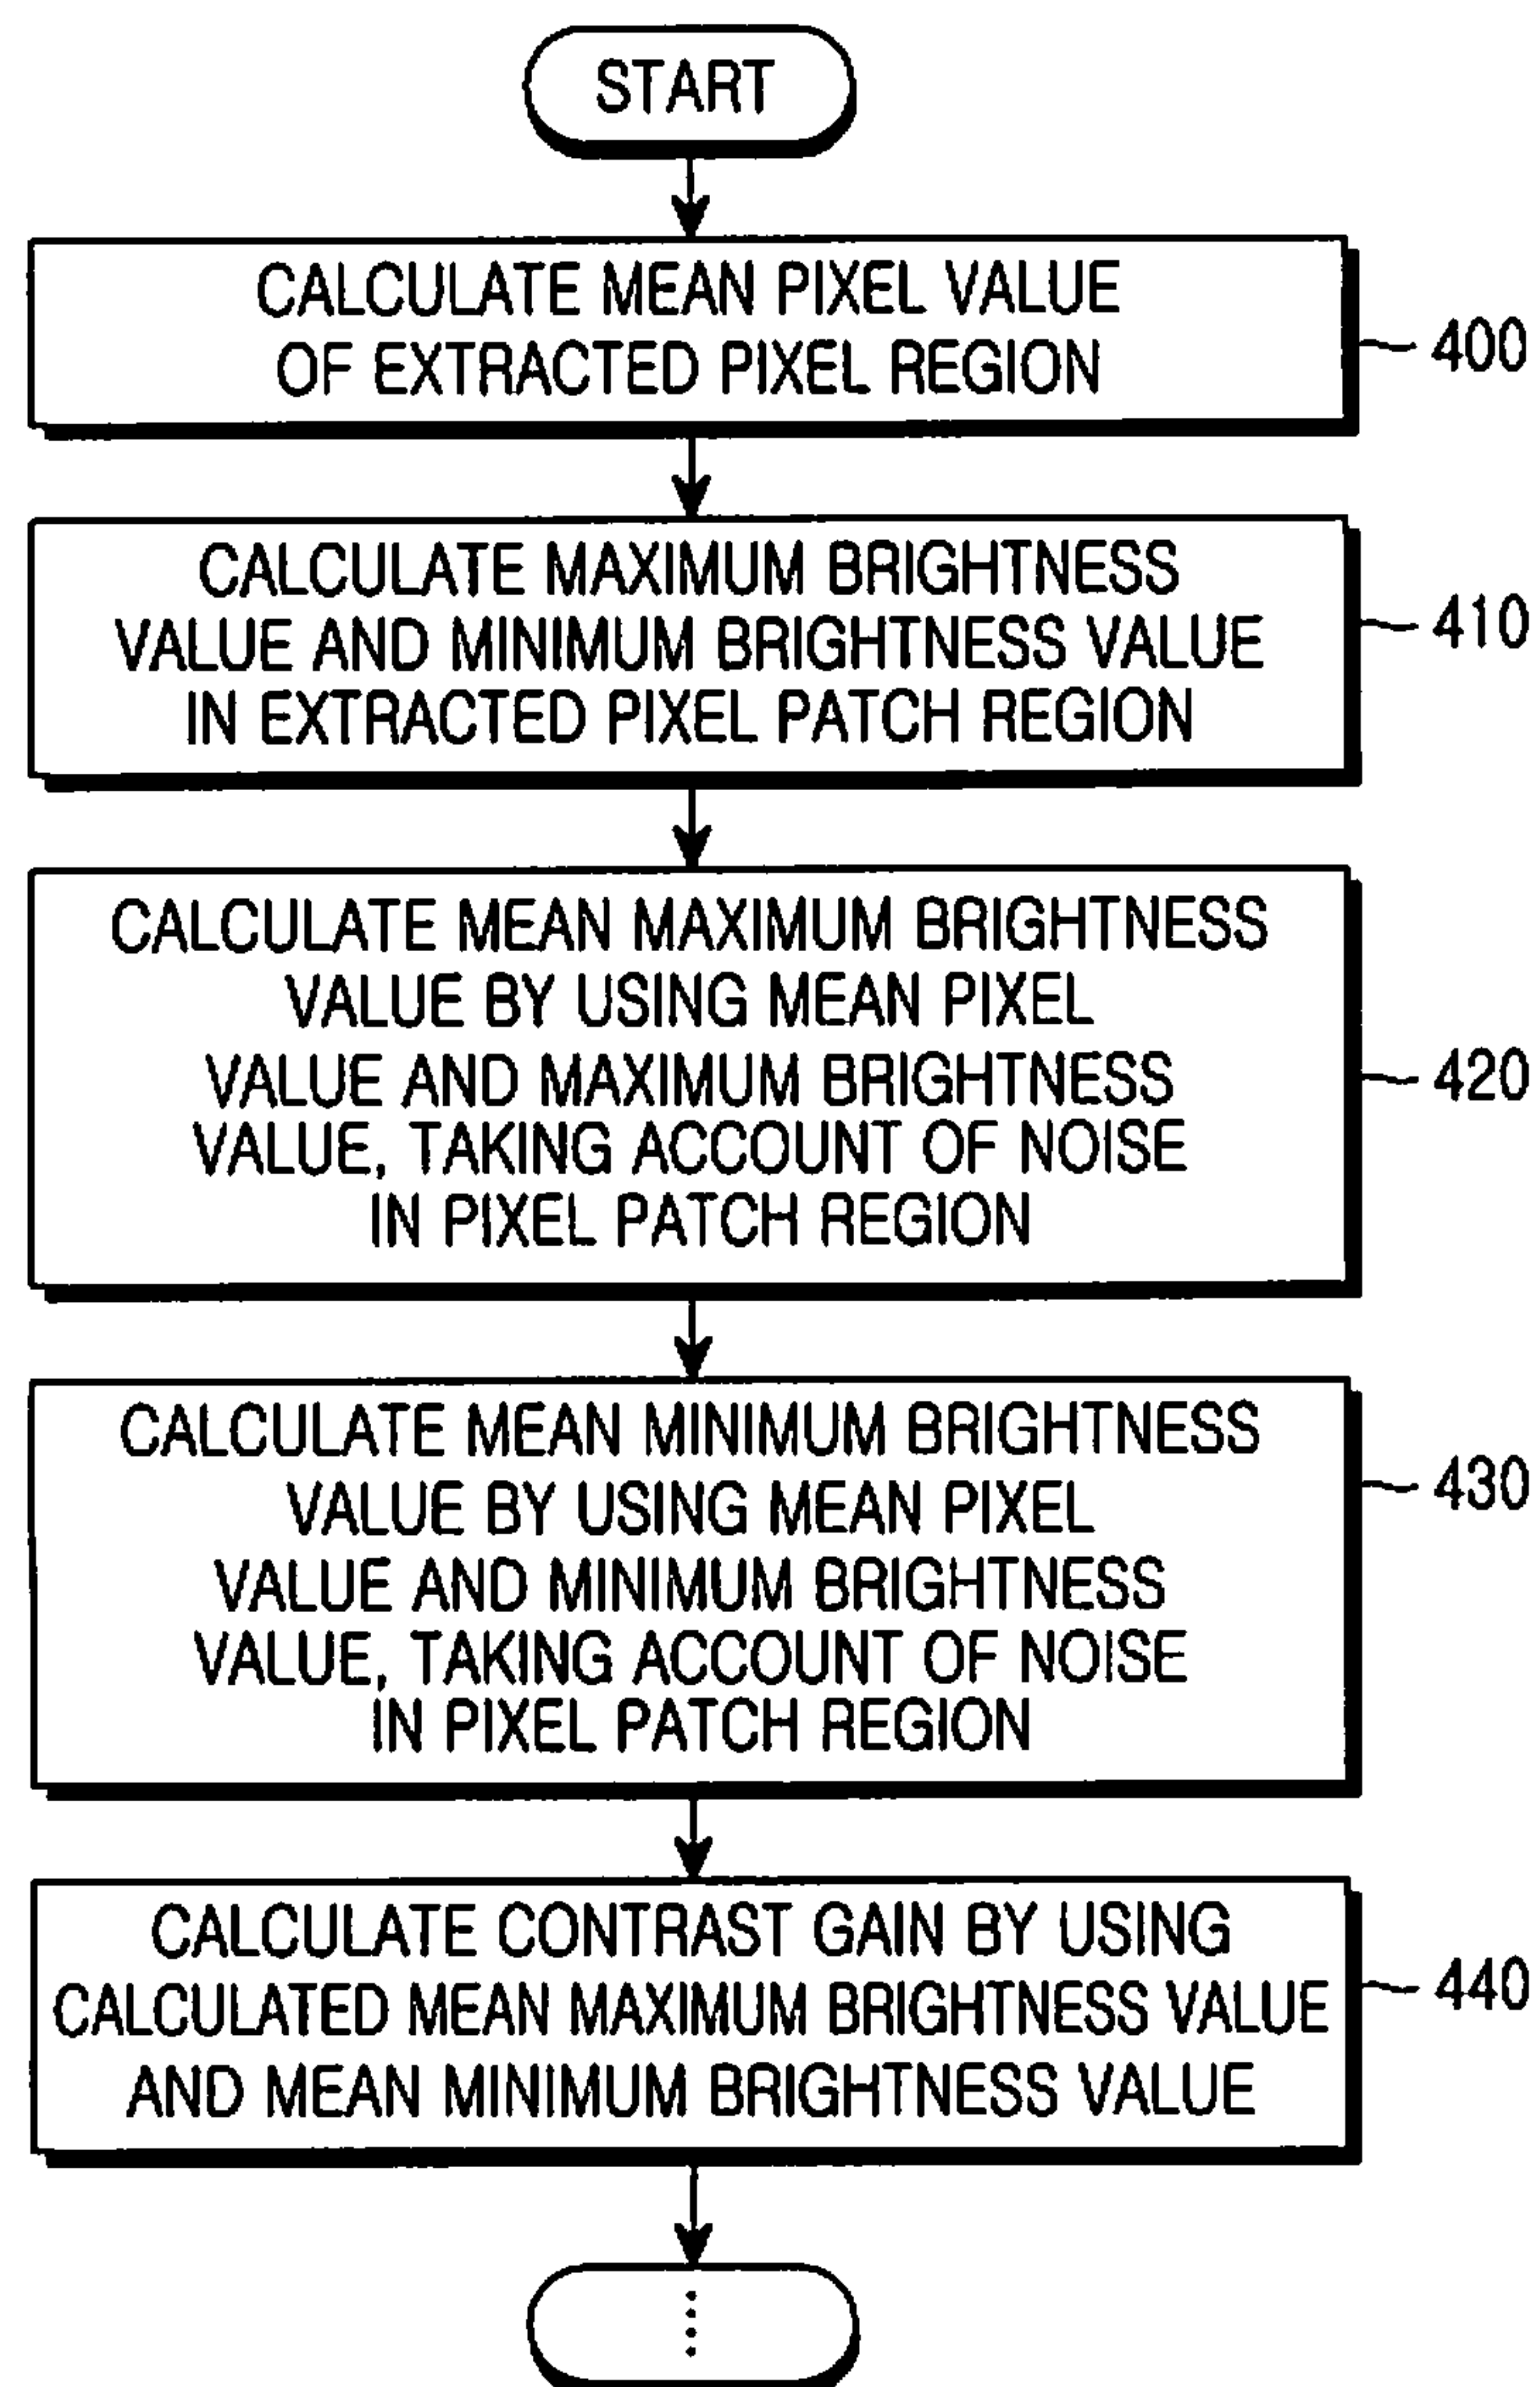 START
CALCULATE MEAN PIXEL VALUE
OF EXTRACTED PIXEL REGION
400
CALCULATE MAXIMUM BRIGHTNESS
VALUE AND MINIMUM BRIGHTNESS VALUE
IN EXTRACTED PIXEL PATCH REGION
410
CALCULATE MEAN MAXIMUM BRIGHTNESS
VALUE BY USING MEAN PIXEL
VALUE AND MAXIMUM BRIGHTNESS
VALUE, TAKING ACCOUNT OF NOISE
IN PIXEL PATCH REGION
420
CALCULATE MEAN MINIMUM BRIGHTNESS
VALUE BY USING MEAN PIXEL
VALUE AND MINIMUM BRIGHTNESS
VALUE, TAKING ACCOUNT OF NOISE
IN PIXEL PATCH REGION
430
CALCULATE CONTRAST GAIN BY USING
CALCULATED MEAN MAXIMUM BRIGHTNESS VALUE
AND MEAN MINIMUM BRIGHTNESS VALUE
440